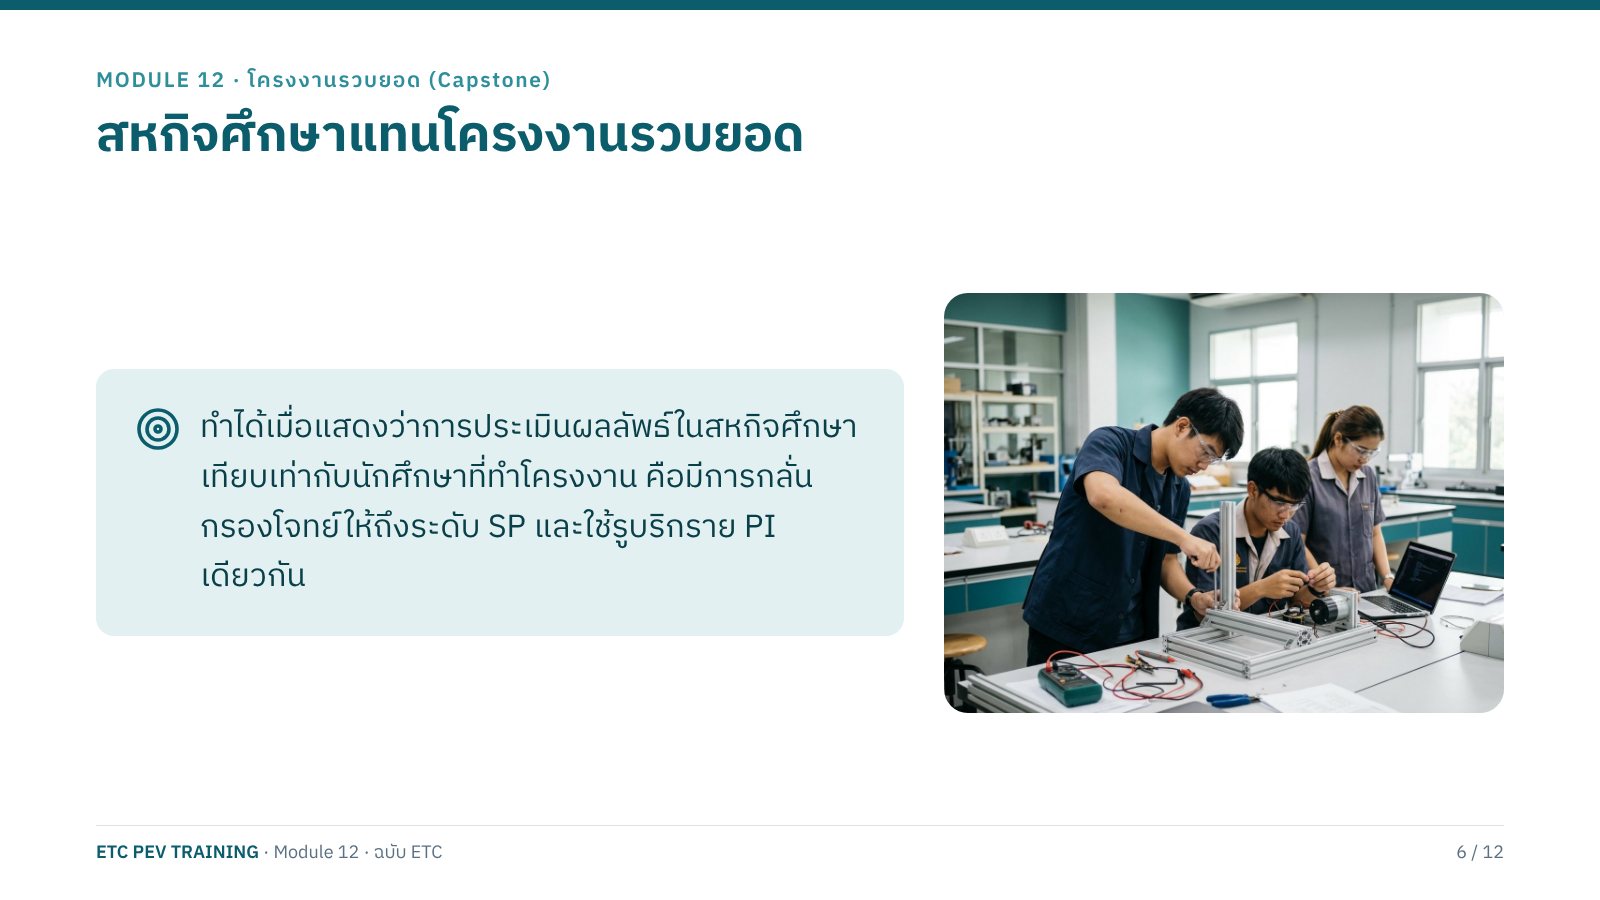 MODULE 12 · โครงงานรวบยอด (Capstone)
สหกิจศึกษาแทนโครงงานรวบยอด
ทำได้เมื่อแสดงว่าการประเมินผลลัพธ์ในสหกิจศึกษา
เทียบเท่ากับนักศึกษาที่ทำโครงงาน คือมีการกลั่น
กรองโจทย์ให้ถึงระดับ SP และใช้รูบริกราย PI
เดียวกัน
ETC PEV TRAINING · Module 12 · ฉบับ ETC
6 / 12